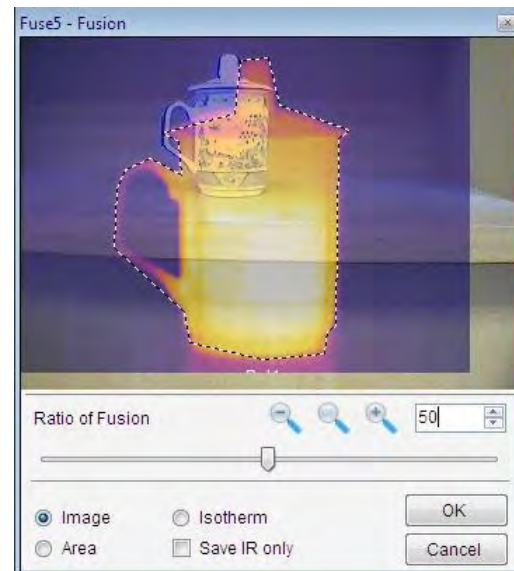 Fuse5 - Fusion
Ratio of Fusion
50
Image
Isotherm
OK
Area
Save IR only
Cancel